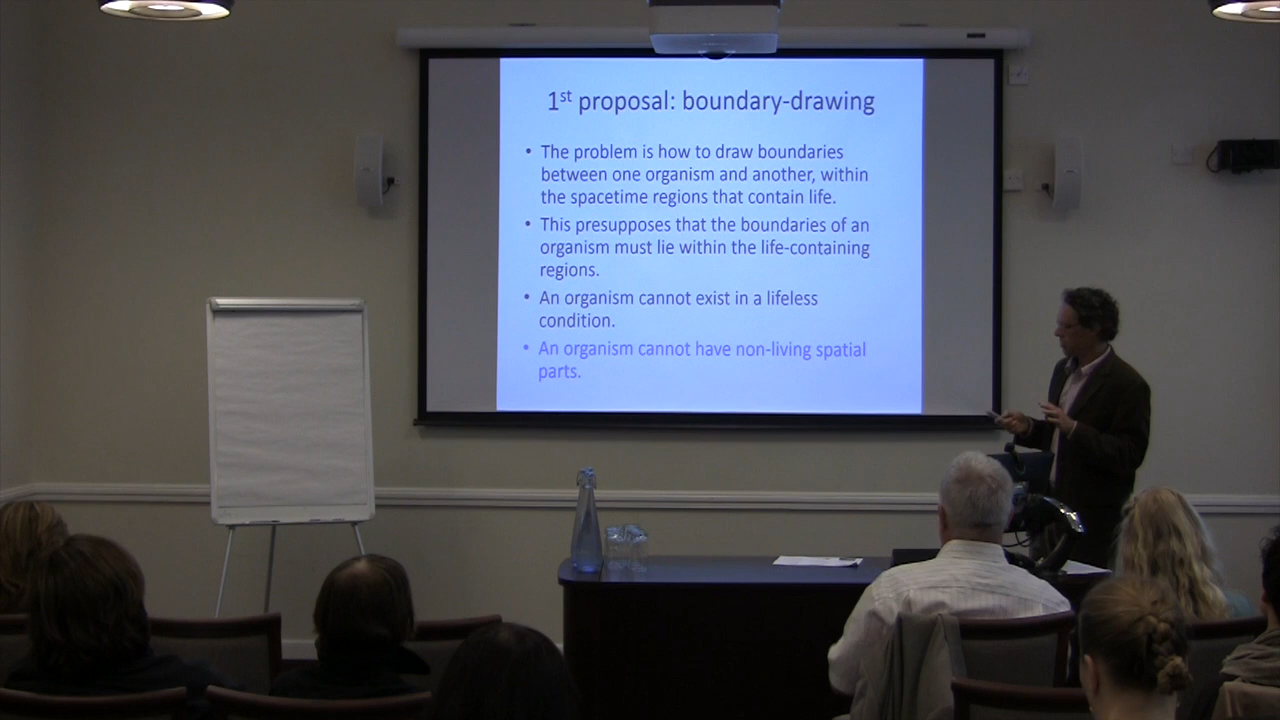 1st proposal: boundary-drawing
• The problem is how to draw boundaries
between one organism and another, within
the spacetime regions that contain life.
• This presupposes that the boundaries of an
organism must lie within the life-containing
regions.
• An organism cannot exist in a lifeless
condition.
• An organism cannot have non-living spatial
parts.